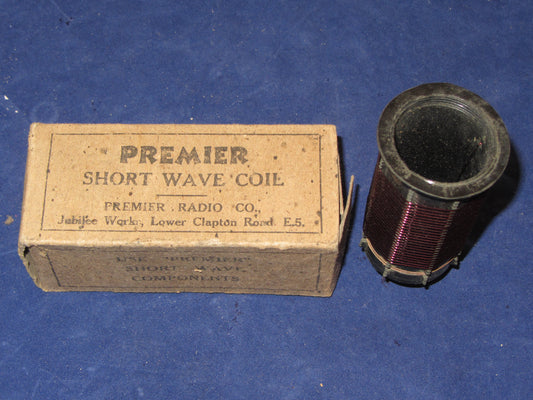 PREMIER
SHORT WAVE COIL
PREMIER RADIO CO.
Jubilee Works, Lower Clapton Road E.5.
USE "PREMIER"
SHORT WAVE
COMPONENTS